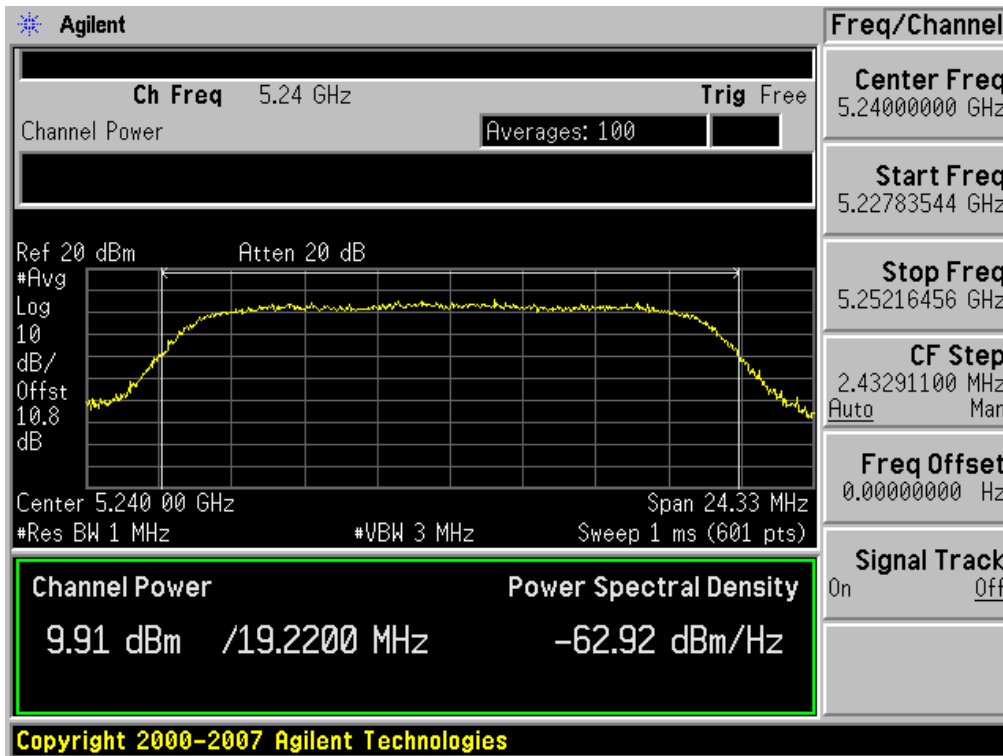 Agilent
Freq/Channel
Ch Freq 5.24 GHz Trig Free
Channel Power Averages: 100
Ref 20 dBm Atten 20 dB
#Avg
Log
10
dB/
Offst
10.8
dB
Center 5.240 00 GHz Span 24.33 MHz
#Res BW 1 MHz #VBW 3 MHz Sweep 1 ms (601 pts)
Channel Power Power Spectral Density
9.91 dBm /19.2200 MHz -62.92 dBm/Hz
Center Freq
5.24000000 GHz
Start Freq
5.22783544 GHz
Stop Freq
5.25216456 GHz
CF Step
2.43291100 MHz
Auto Man
Freq Offset
0.00000000 Hz
Signal Track
On Off
Copyright 2000-2007 Agilent Technologies